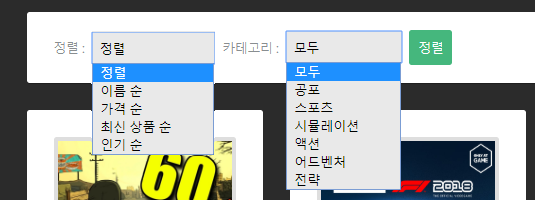 정렬 : 정렬 카테고리 : 모두 정렬
정렬
이름 순
가격 순
최신 상품 순
인기 순
모두
공포
스포츠
시뮬레이션
액션
어드벤처
전략
60
F1 2018